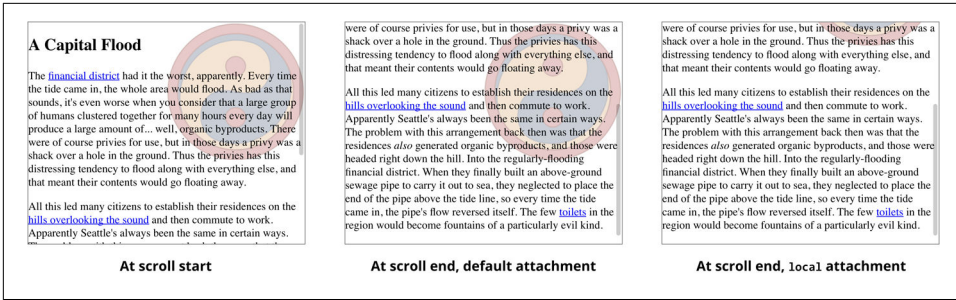 A Capital Flood
The financial district had it the worst, apparently. Every time
the tide came in, the whole area would flood. As bad as that
sounds, it's even worse when you consider that a large group
of humans clustered together for many hours every day will
produce a large amount of... well, organic byproducts. There
were of course privies for use, but in those days a privy was a
shack over a hole in the ground. Thus the privies has this
distressing tendency to flood along with everything else, and
that meant their contents would go floating away.
All this led many citizens to establish their residences on the
hills overlooking the sound and then commute to work.
Apparently Seattle's always been the same in certain ways.
At scroll start
were of course privies for use, but in those days a privy was a
shack over a hole in the ground. Thus the privies has this
distressing tendency to flood along with everything else, and
that meant their contents would go floating away.
All this led many citizens to establish their residences on the
hills overlooking the sound and then commute to work.
Apparently Seattle's always been the same in certain ways.
The problem with this arrangement back then was that the
residences also generated organic byproducts, and those were
headed right down the hill. Into the regularly-flooding
financial district. When they finally built an above-ground
sewage pipe to carry it out to sea, they neglected to place the
end of the pipe above the tide line, so every time the tide
came in, the pipe's flow reversed itself. The few toilets in the
region would become fountains of a particularly evil kind.
At scroll end, default attachment
were of course privies for use, but in those days a privy was a
shack over a hole in the ground. Thus the privies has this
distressing tendency to flood along with everything else, and
that meant their contents would go floating away.
All this led many citizens to establish their residences on the
hills overlooking the sound and then commute to work.
Apparently Seattle's always been the same in certain ways.
The problem with this arrangement back then was that the
residences also generated organic byproducts, and those were
headed right down the hill. Into the regularly-flooding
financial district. When they finally built an above-ground
sewage pipe to carry it out to sea, they neglected to place the
end of the pipe above the tide line, so every time the tide
came in, the pipe's flow reversed itself. The few toilets in the
region would become fountains of a particularly evil kind.
At scroll end, local attachment